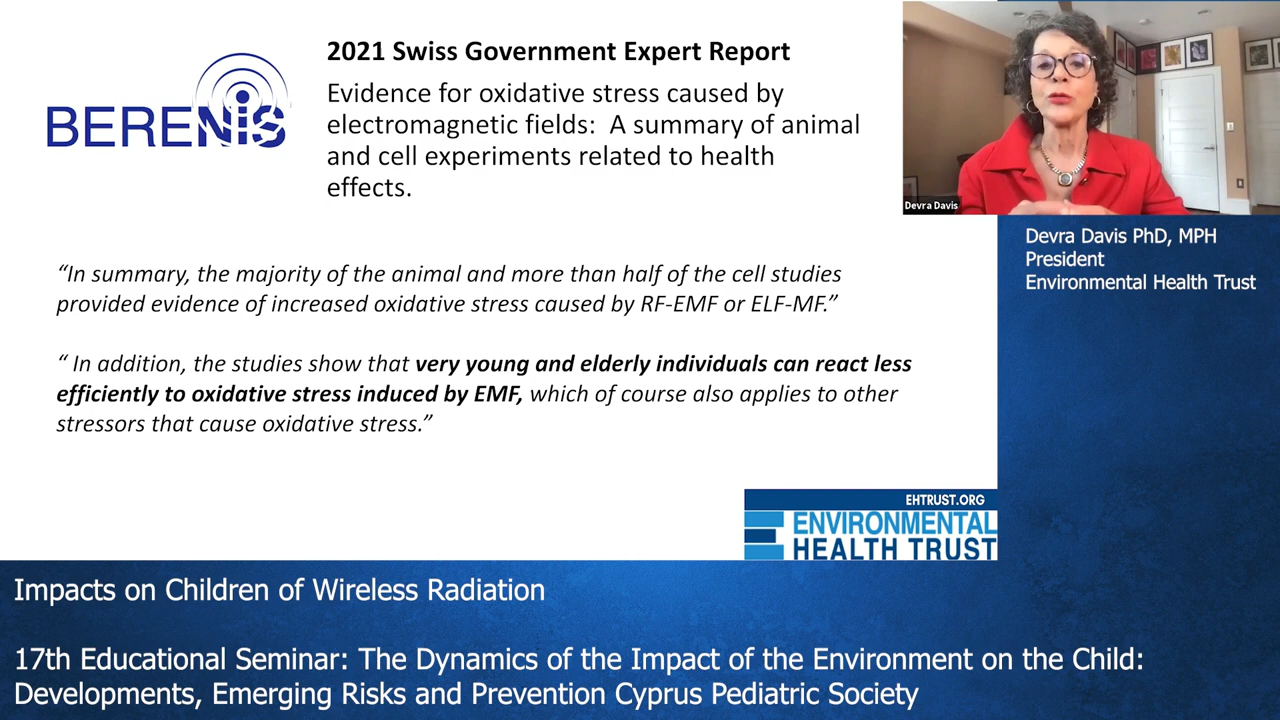 BERENIS
2021 Swiss Government Expert Report
Evidence for oxidative stress caused by
electromagnetic fields:  A summary of animal
and cell experiments related to health
effects.
“In summary, the majority of the animal and more than half of the cell studies
provided evidence of increased oxidative stress caused by RF-EMF or ELF-MF.”
“ In addition, the studies show that very young and elderly individuals can react less
efficiently to oxidative stress induced by EMF, which of course also applies to other
stressors that cause oxidative stress.”
EHTRUST.ORG
ENVIRONMENTAL
HEALTH TRUST
Devra Davis
Devra Davis PhD, MPH
President
Environmental Health Trust
Impacts on Children of Wireless Radiation
17th Educational Seminar: The Dynamics of the Impact of the Environment on the Child:
Developments, Emerging Risks and Prevention Cyprus Pediatric Society